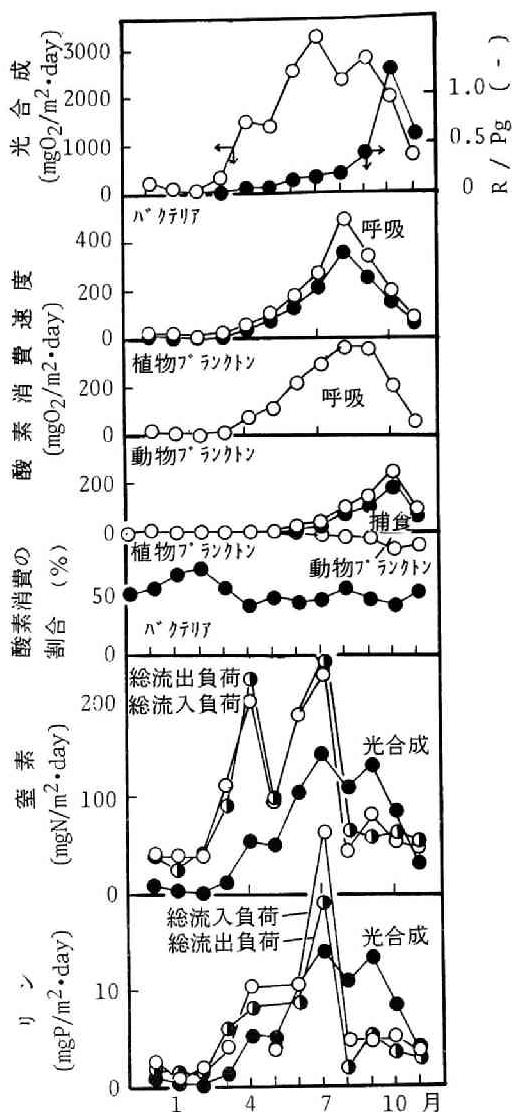 光合成
(mgO₂/m²•day)
3000
2000
1000
0
1.0
0.5
0
R / Pg (-)
酸素消費速度
(mgO₂/m²•day)
バクテリア
400
200
0
呼吸
植物プランクトン
200
0
呼吸
動物プランクトン
200
0
捕食
酸素消費の
割合 (%)
植物プランクトン
動物プランクトン
50
バクテリア
0
窒素
(mgN/m²•day)
総流出負荷
総流入負荷
200
光合成
100
0
リン
(mgP/m²•day)
総流入負荷
総流出負荷
光合成
10
0
1 4 7 10 月